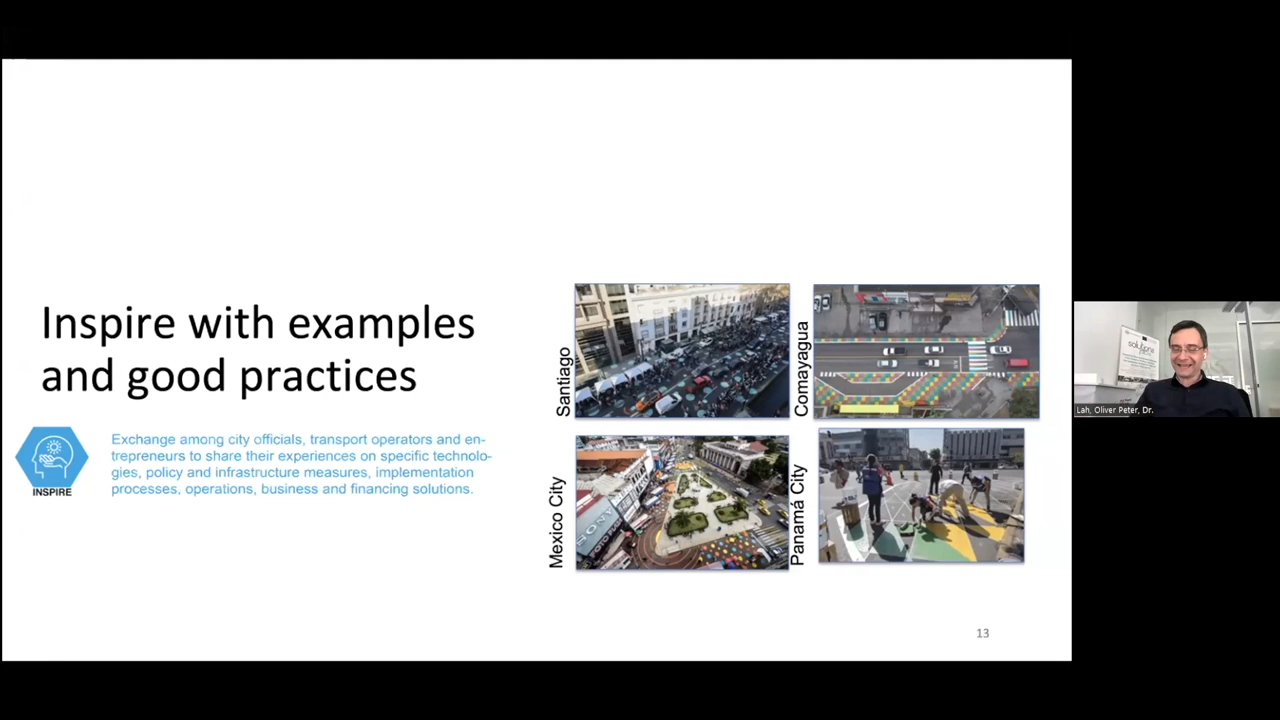 Inspire with examples
and good practices
INSPIRE
Exchange among city officials, transport operators and en-
trepreneurs to share their experiences on specific technolo-
gies, policy and infrastructure measures, implementation
processes, operations, business and financing solutions.
Santiago
Comayagua
Mexico City
SONY
Panamá City
13
solutions
Lah, Oliver Peter, Dr.